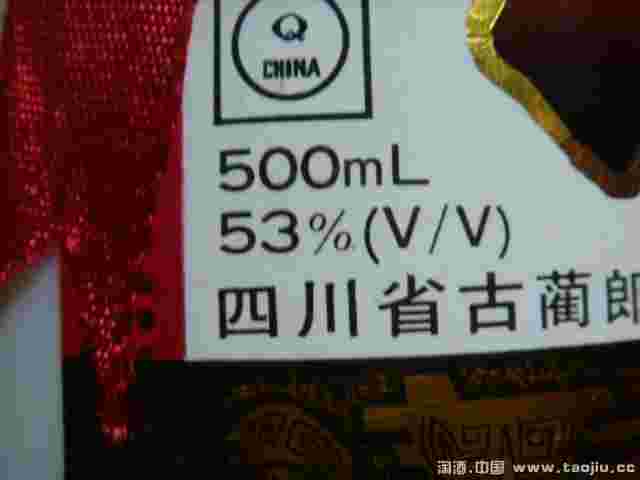 Q
CHINA
500mL
53%(V/V)
四川省古蔺郎
淘酒.中国 www.taojiu.cc